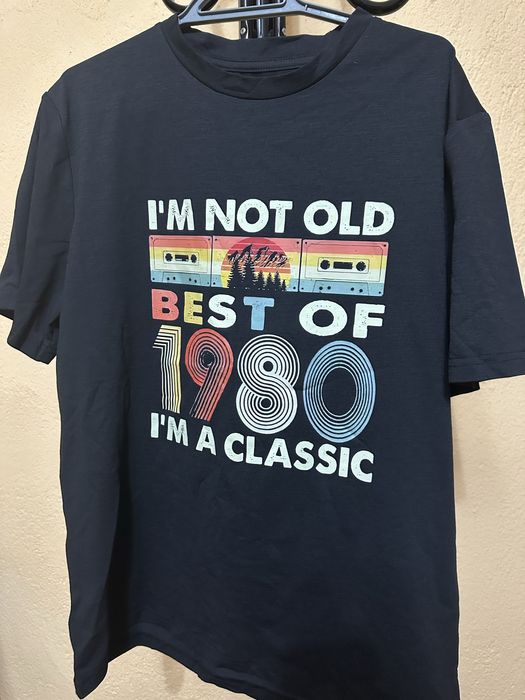 I'M NOT OLD
BEST OF
1980
I'M A CLASSIC